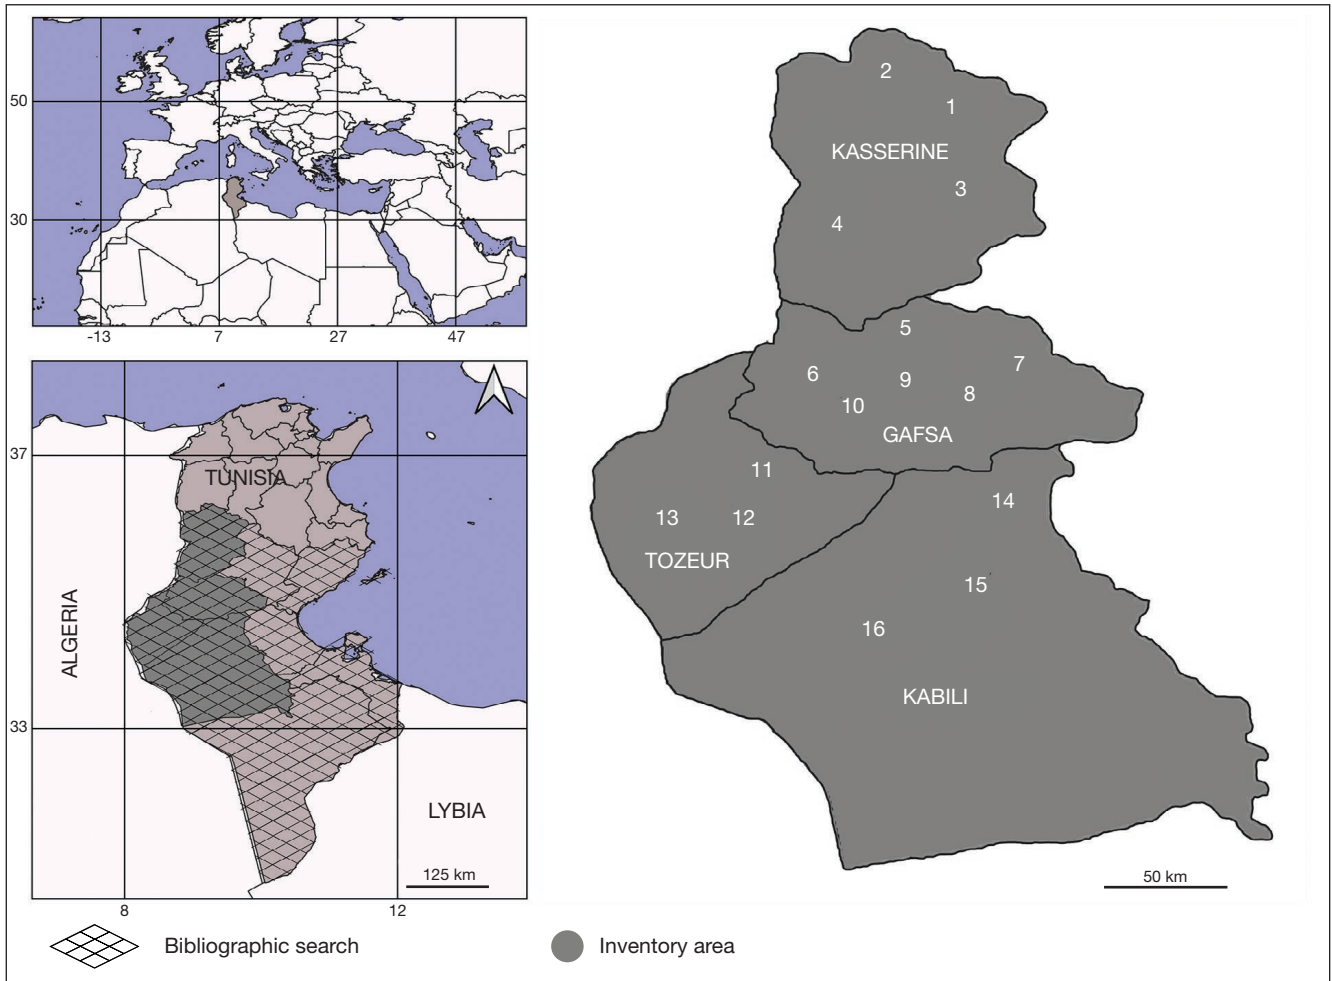 50
30
-13 7 27 47
37
TUNISIA
ALGERIA
33
LYBIA
125 km
8 12
2
1
KASSERINE
3
4
5
7
6
9
8
10
GAFSA
11
14
13 12
TOZEUR
15
16
KABILI
50 km
Bibliographic search
Inventory area